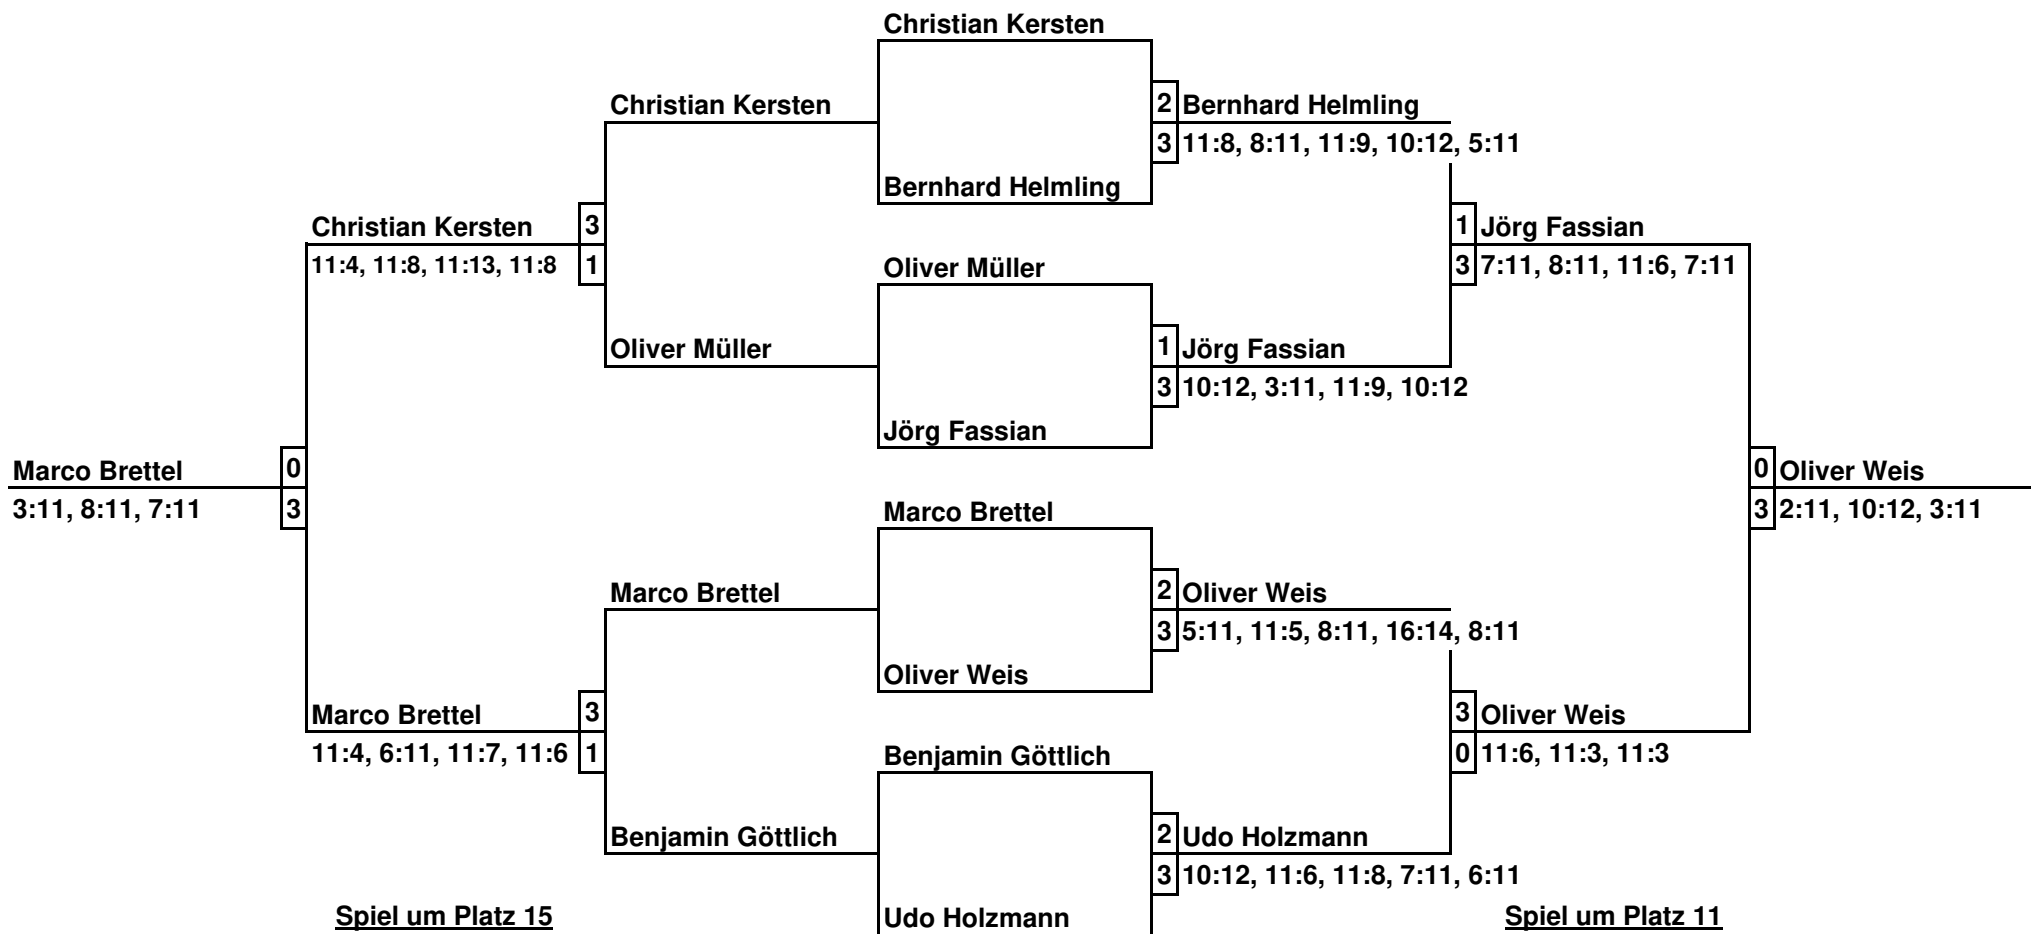 Christian Kersten
Christian Kersten
2 Bernhard Helmling
3 11:8, 8:11, 11:9, 10:12, 5:11
Bernhard Helmling
Christian Kersten 3
1 Jörg Fassian
11:4, 11:8, 11:13, 11:8 1
Oliver Müller
3 7:11, 8:11, 11:6, 7:11
Oliver Müller
1 Jörg Fassian
3 10:12, 3:11, 11:9, 10:12
Jörg Fassian
Marco Brettel 0
0 Oliver Weis
3:11, 8:11, 7:11 3
3 2:11, 10:12, 3:11
Marco Brettel
Marco Brettel
2 Oliver Weis
3 5:11, 11:5, 8:11, 16:14, 8:11
Oliver Weis
Marco Brettel 3
3 Oliver Weis
11:4, 6:11, 11:7, 11:6 1
0 11:6, 11:3, 11:3
Benjamin Göttlich
Benjamin Göttlich
2 Udo Holzmann
3 10:12, 11:6, 11:8, 7:11, 6:11
Spiel um Platz 15
Udo Holzmann
Spiel um Platz 11